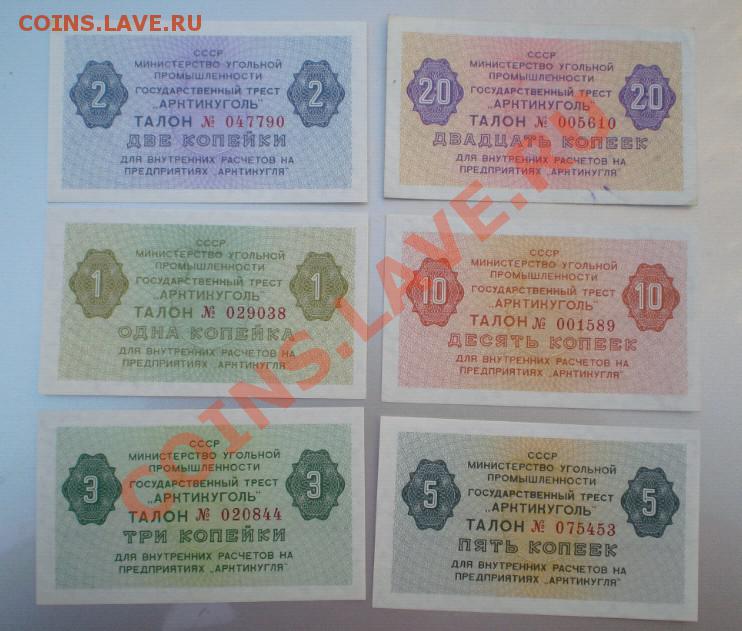 COINS.LAVE.RU
СССР
МИНИСТЕРСТВО УГОЛЬНОЙ
ПРОМЫШЛЕННОСТИ
ГОСУДАРСТВЕННЫЙ ТРЕСТ
2 „АРКТИКУГОЛЬ" 2
ТАЛОН № 047790
ДВЕ КОПЕЙКИ
ДЛЯ ВНУТРЕННИХ РАСЧЕТОВ НА
ПРЕДПРИЯТИЯХ „АРКТИКУГЛЯ"
СССР
МИНИСТЕРСТВО УГОЛЬНОЙ
ПРОМЫШЛЕННОСТИ
ГОСУДАРСТВЕННЫЙ ТРЕСТ
20 „АРКТИКУГОЛЬ" 20
ТАЛОН № 005610
ДВАДЦАТЬ КОПЕЕК
ДЛЯ ВНУТРЕННИХ РАСЧЕТОВ НА
ПРЕДПРИЯТИЯХ „АРКТИКУГЛЯ"
СССР
МИНИСТЕРСТВО УГОЛЬНОЙ
ПРОМЫШЛЕННОСТИ
ГОСУДАРСТВЕННЫЙ ТРЕСТ
1 „АРКТИКУГОЛЬ" 1
ТАЛОН № 029038
ОДНА КОПЕЙКА
ДЛЯ ВНУТРЕННИХ РАСЧЕТОВ НА
ПРЕДПРИЯТИЯХ „АРКТИКУГЛЯ"
СССР
МИНИСТЕРСТВО УГОЛЬНОЙ
ПРОМЫШЛЕННОСТИ
ГОСУДАРСТВЕННЫЙ ТРЕСТ
10 „АРКТИКУГОЛЬ" 10
ТАЛОН № 001589
ДЕСЯТЬ КОПЕЕК
ДЛЯ ВНУТРЕННИХ РАСЧЕТОВ НА
ПРЕДПРИЯТИЯХ „АРКТИКУГЛЯ"
СССР
МИНИСТЕРСТВО УГОЛЬНОЙ
ПРОМЫШЛЕННОСТИ
ГОСУДАРСТВЕННЫЙ ТРЕСТ
3 „АРКТИКУГОЛЬ" 3
ТАЛОН № 020844
ТРИ КОПЕЙКИ
ДЛЯ ВНУТРЕННИХ РАСЧЕТОВ НА
ПРЕДПРИЯТИЯХ „АРКТИКУГЛЯ"
СССР
МИНИСТЕРСТВО УГОЛЬНОЙ
ПРОМЫШЛЕННОСТИ
ГОСУДАРСТВЕННЫЙ ТРЕСТ
5 „АРКТИКУГОЛЬ" 5
ТАЛОН № 075453
ПЯТЬ КОПЕЕК
ДЛЯ ВНУТРЕННИХ РАСЧЕТОВ НА
ПРЕДПРИЯТИЯХ „АРКТИКУГЛЯ"
COINS.LAVE.RU